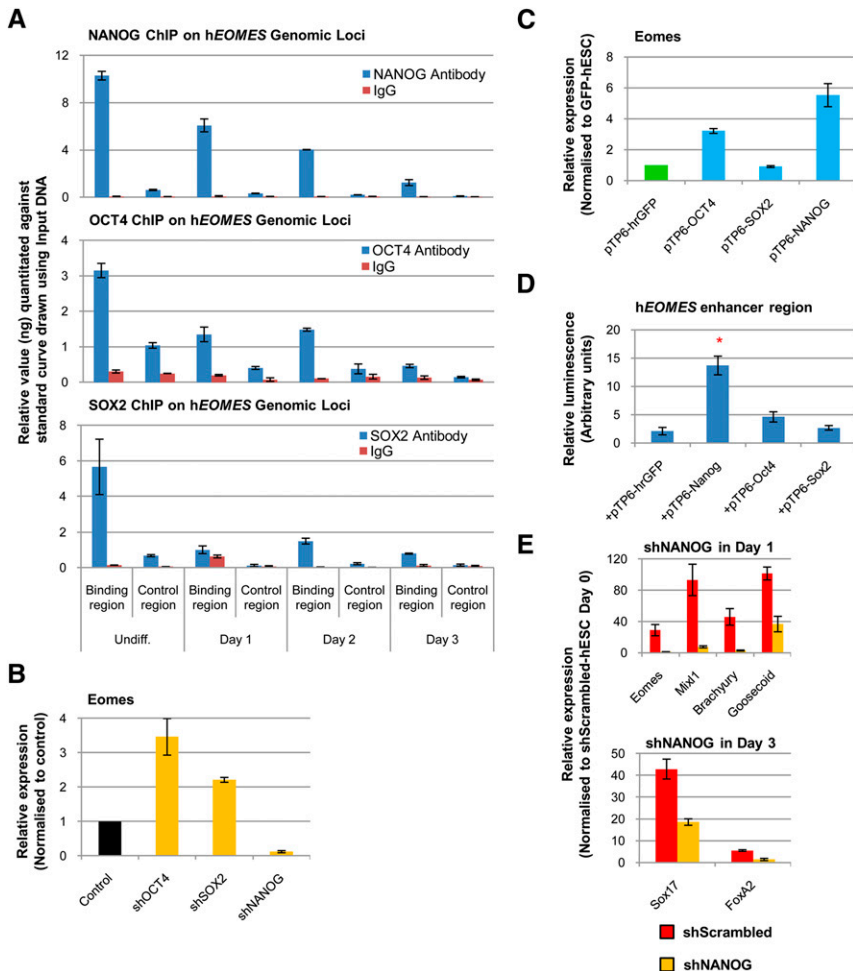 A
NANOG ChIP on hEOMES Genomic Loci
12
8
4
0
NANOG Antibody
IgG
Relative value (ng) quantitated against
standard curve drawn using Input DNA
OCT4 ChIP on hEOMES Genomic Loci
4
3
2
1
0
OCT4 Antibody
IgG
SOX2 ChIP on hEOMES Genomic Loci
8
6
4
2
0
SOX2 Antibody
IgG
Binding region
Control region
Binding region
Control region
Binding region
Control region
Binding region
Control region
Undiff.
Day 1
Day 2
Day 3
B
Eomes
Relative expression
(Normalised to control)
4
3
2
1
0
Control
shOCT4
shSOX2
shNANOG
C
Eomes
Relative expression
(Normalised to GFP-hESC)
8
6
4
2
0
pTP6-hrGFP
pTP6-OCT4
pTP6-SOX2
pTP6-NANOG
D
hEOMES enhancer region
Relative luminescence
(Arbitrary units)
20
15
10
5
0
*
+pTP6-hrGFP
+pTP6-Nanog
+pTP6-Oct4
+pTP6-Sox2
E
shNANOG in Day 1
120
80
40
0
Eomes
Mixl1
Brachyury
Goosecoid
Relative expression
(Normalised to shScrambled-hESC Day 0)
shNANOG in Day 3
50
40
30
20
10
0
Sox17
FoxA2
shScrambled
shNANOG